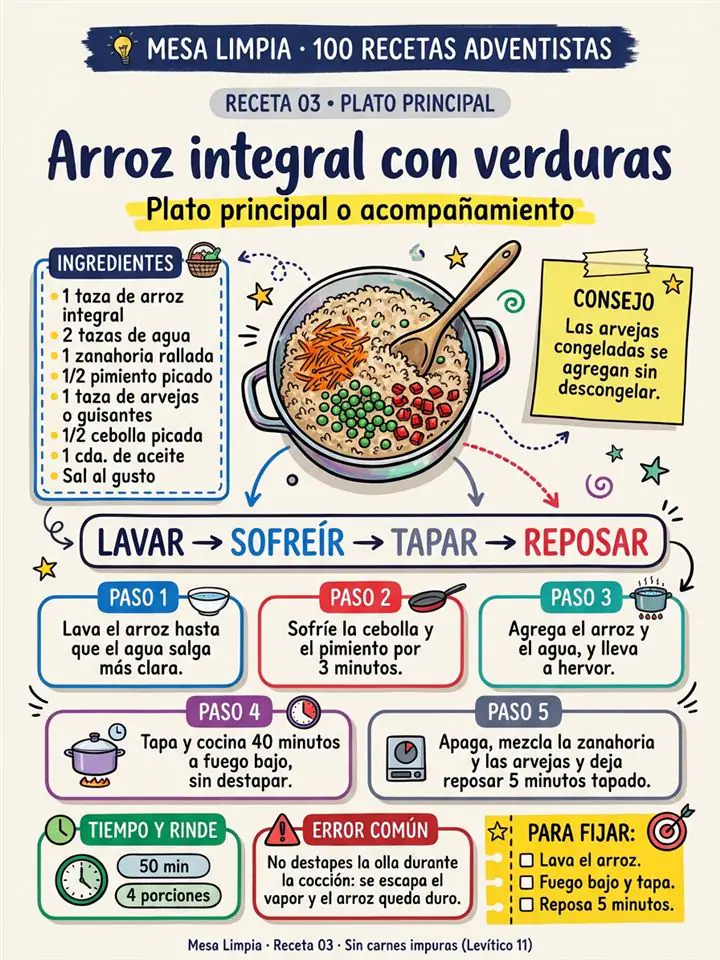 MESA LIMPIA · 100 RECETAS ADVENTISTAS
RECETA 03 • PLATO PRINCIPAL
Arroz integral con verduras
Plato principal o acompañamiento
INGREDIENTES
• 1 taza de arroz
integral
• 2 tazas de agua
• 1 zanahoria rallada
• 1/2 pimiento picado
• 1 taza de arvejas
o guisantes
• 1/2 cebolla picada
• 1 cda. de aceite
• Sal al gusto
CONSEJO
Las arvejas
congeladas se
agregan sin
descongelar.
LAVAR → SOFREÍR → TAPAR → REPOSAR
PASO 1
Lava el arroz hasta
que el agua salga
más clara.
PASO 2
Sofríe la cebolla y
el pimiento por
3 minutos.
PASO 3
Agrega el arroz y
el agua, y lleva
a hervor.
PASO 4
Tapa y cocina 40 minutos
a fuego bajo,
sin destapar.
PASO 5
Apaga, mezcla la zanahoria
y las arvejas y deja
reposar 5 minutos tapado.
TIEMPO Y RINDE
50 min
4 porciones
ERROR COMÚN
No destapes la olla durante
la cocción: se escapa el
vapor y el arroz queda duro.
PARA FIJAR:
Lava el arroz.
Fuego bajo y tapa.
Reposa 5 minutos.
Mesa Limpia · Receta 03 · Sin carnes impuras (Levítico 11)